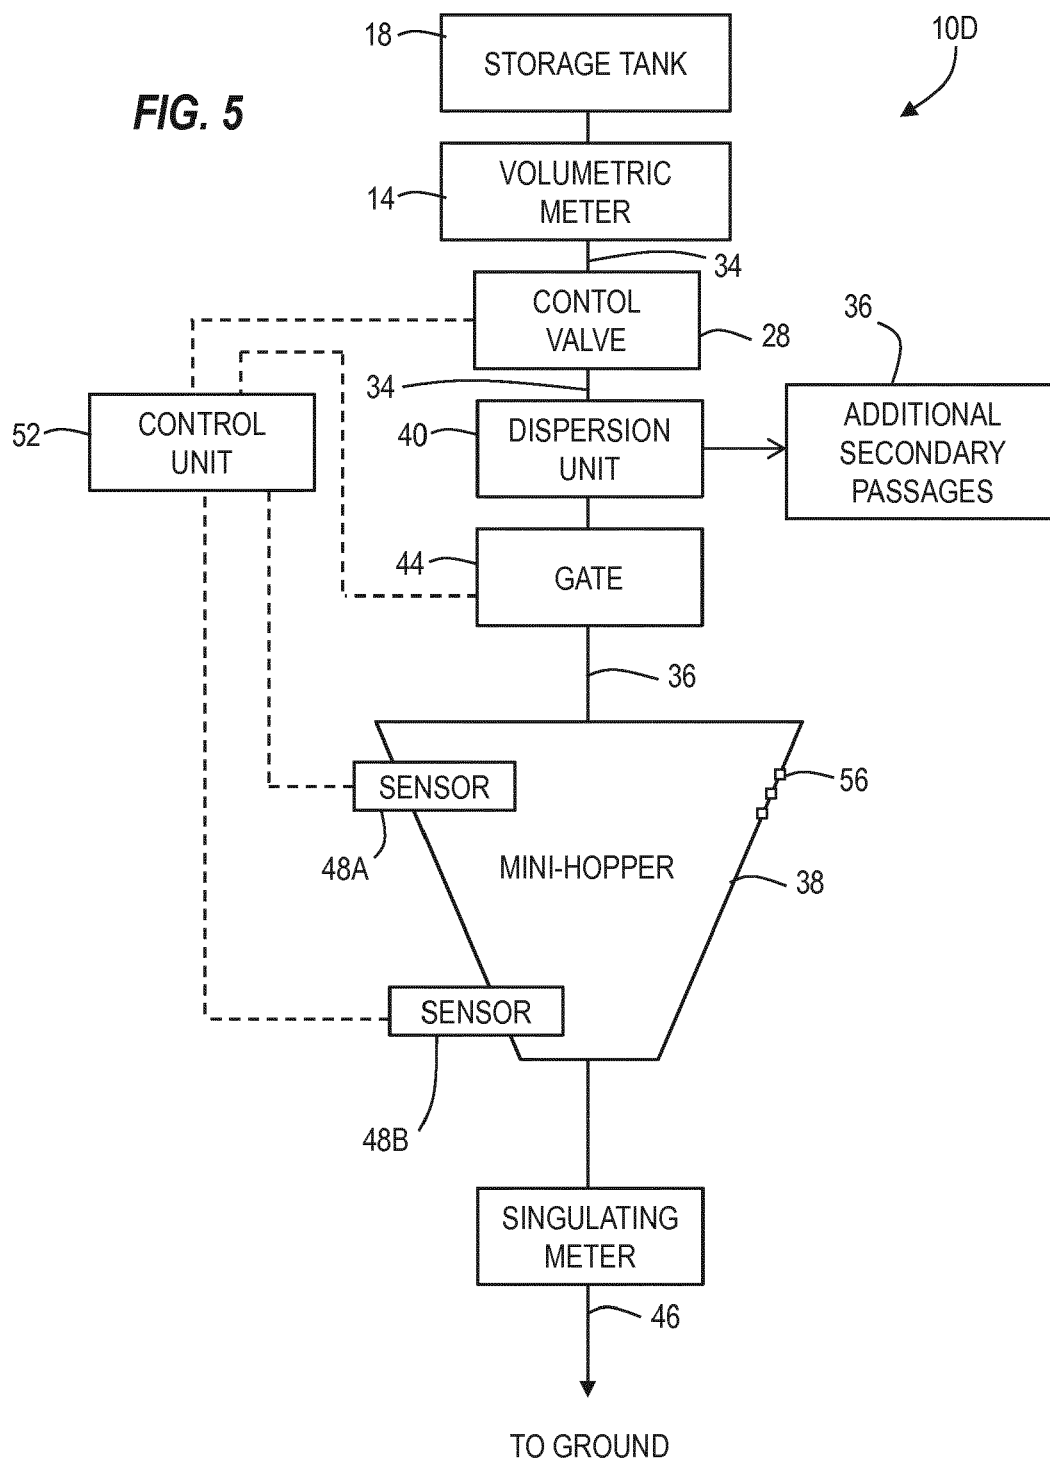 18
STORAGE TANK
10D
FIG. 5
14
VOLUMETRIC
METER
34
CONTOL
VALVE
28
36
34
52
CONTROL
UNIT
40
DISPERSION
UNIT
ADDITIONAL
SECONDARY
PASSAGES
44
GATE
36
SENSOR
56
48A
MINI-HOPPER
38
SENSOR
48B
SINGULATING
METER
46
TO GROUND